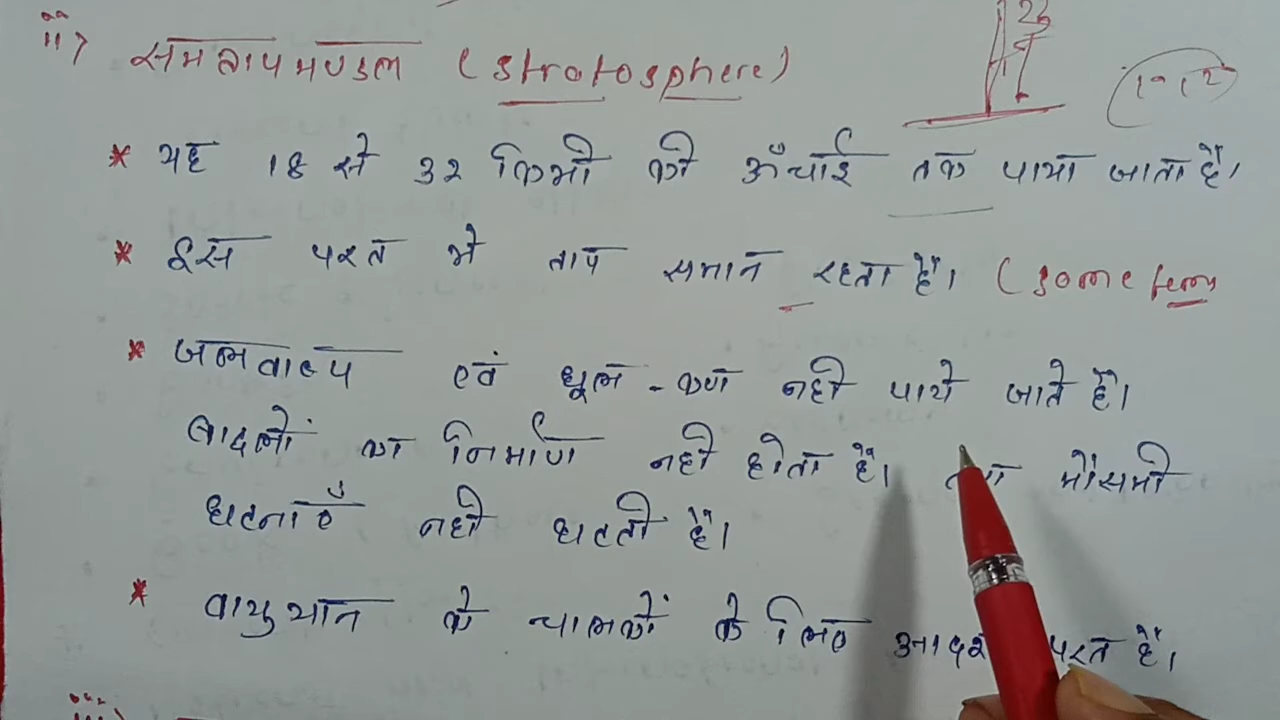 ii> समतापमण्डल (Stratosphere)
* यह 18 से 32 किमी की ऊँचाई तक पाया जाता है।
* इस परत मे ताप समान रहता है। (Same
* जलवाष्प एवं धूल-कण नही पाये जाते है।
बादलों का निर्माण नही होता है। मौसमी
घटनाएँ नही घटती है।
* वायुयान के चालकों के लिए परत है।